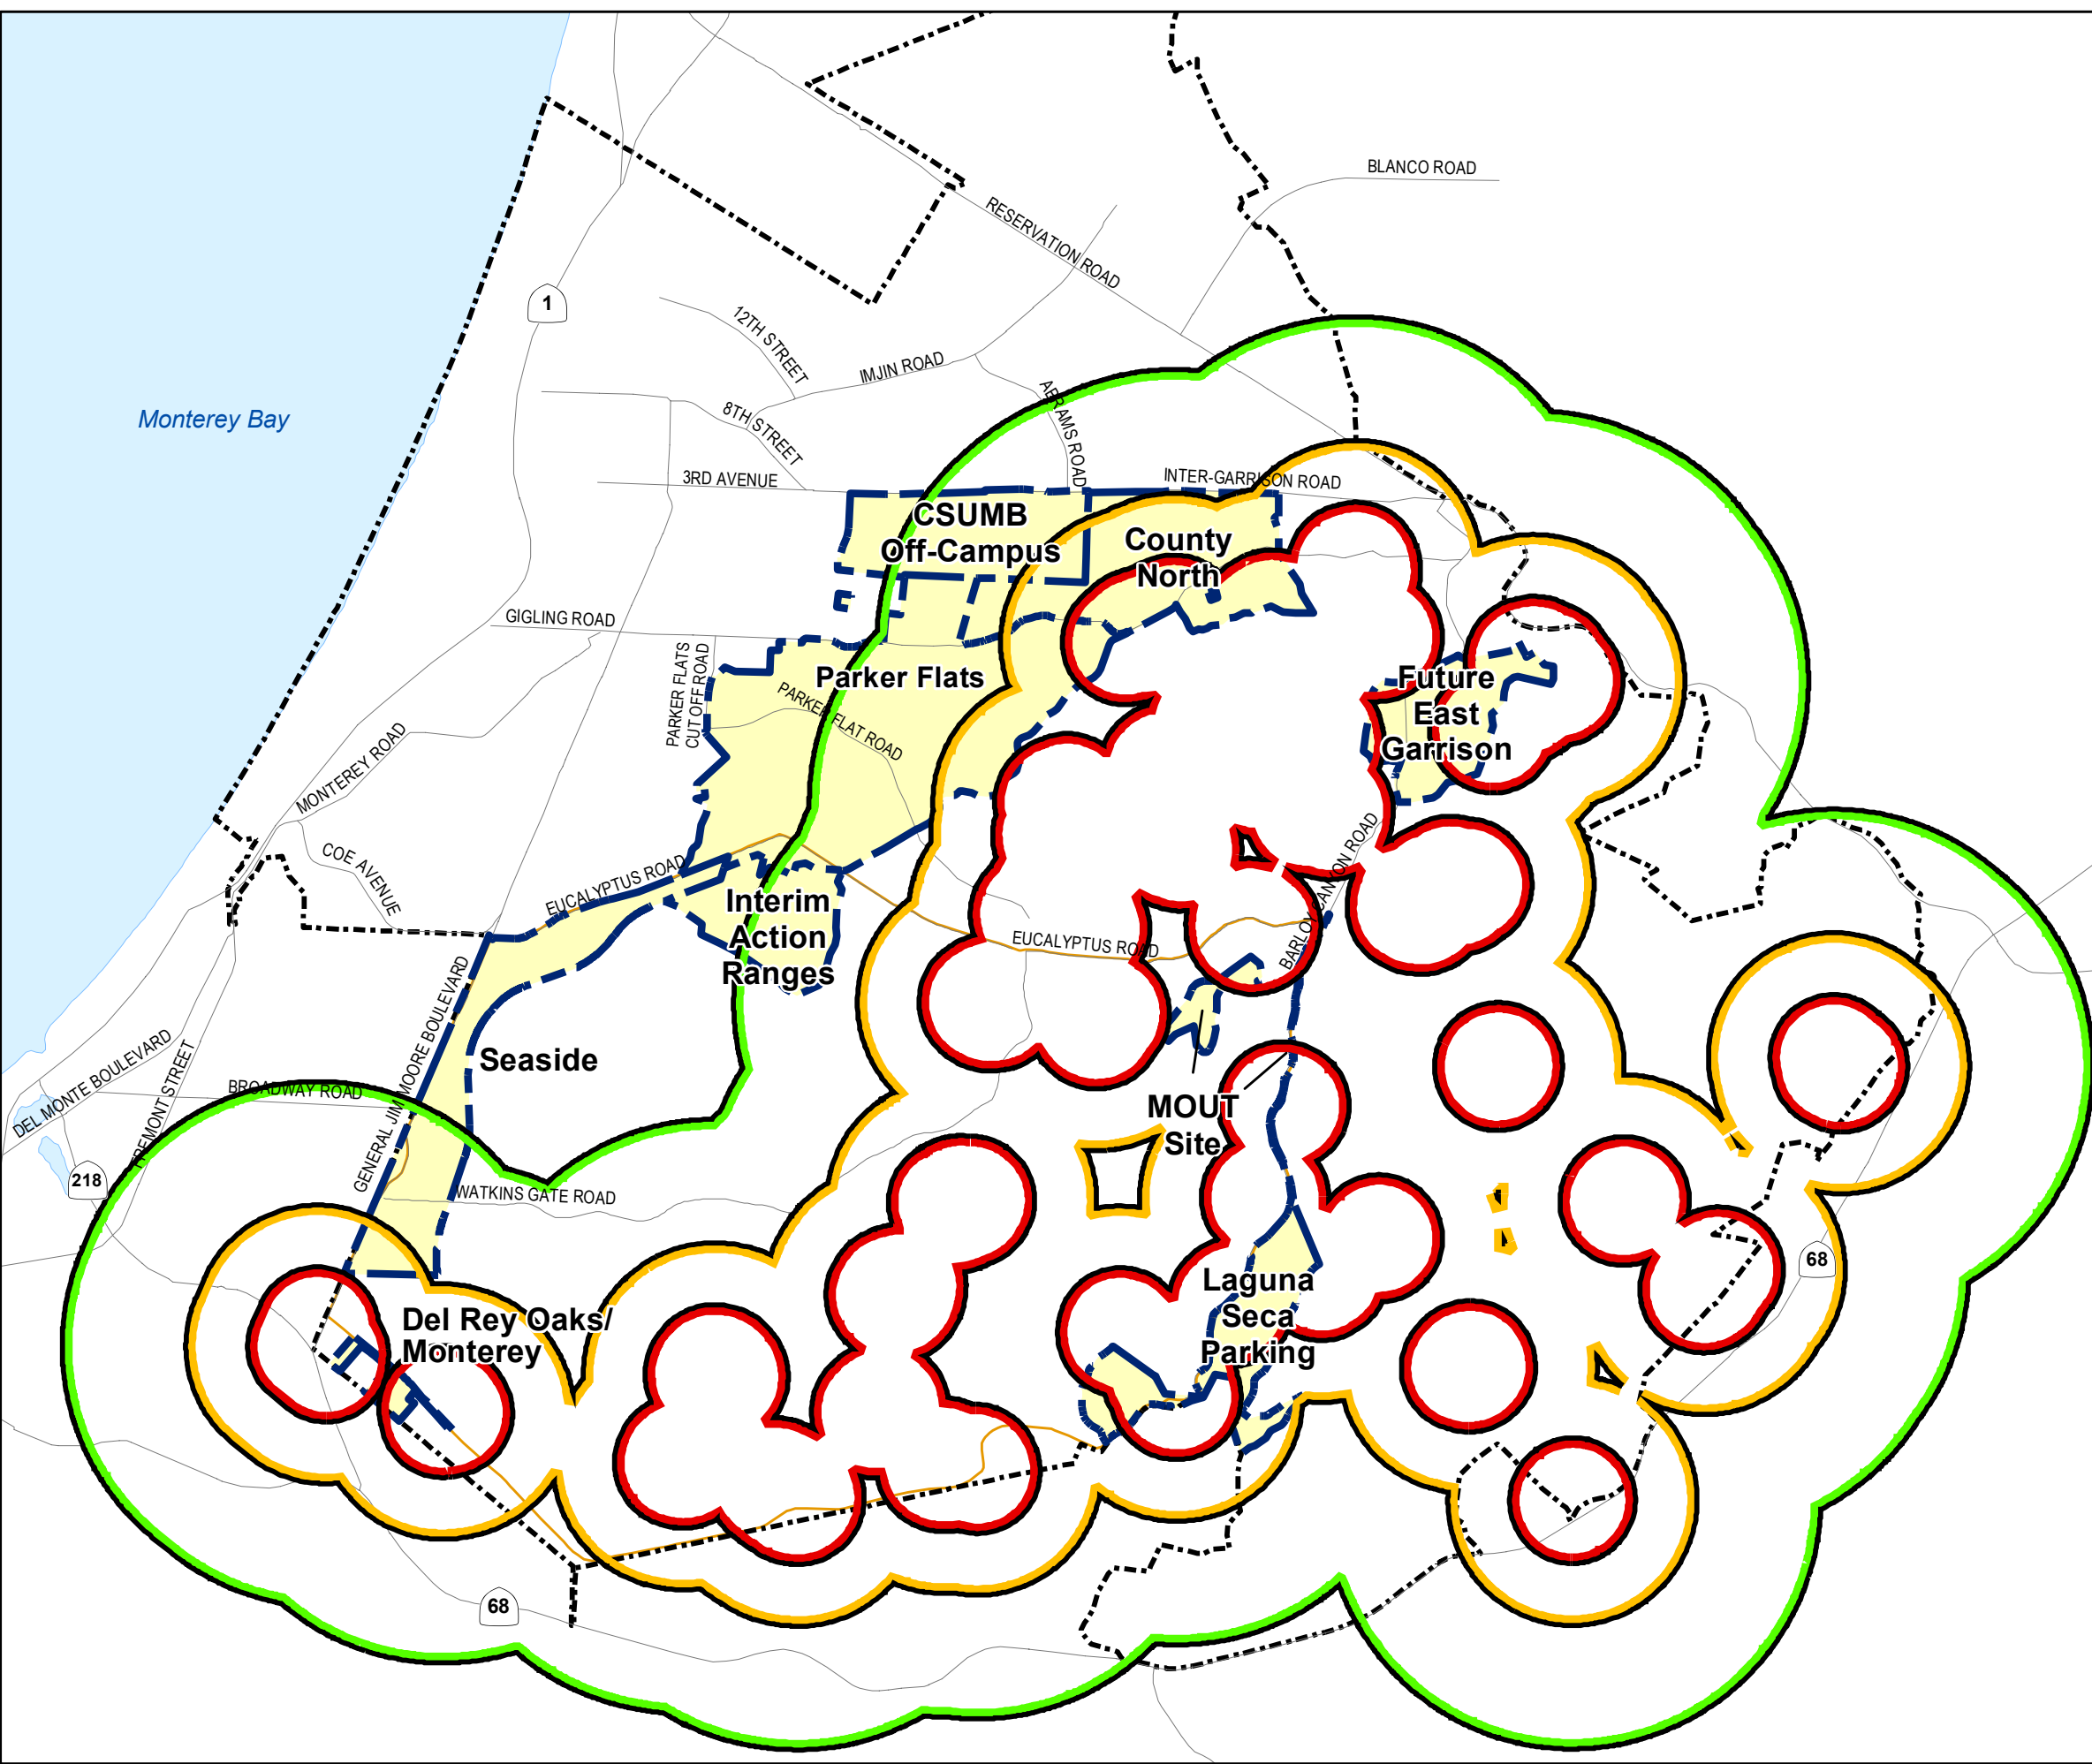 BLANCO ROAD
RESERVATION ROAD
1
12TH STREET
IMJIN ROAD
ABRAMS ROAD
Monterey Bay
8TH STREET
3RD AVENUE
INTER-GARRISON ROAD
CSUMB
Off-Campus
County
North
GIGLING ROAD
PARKER FLATS
CUT OFF ROAD
Parker Flats
PARKER FLAT ROAD
Future
East
Garrison
MONTEREY ROAD
COE AVENUE
EUCALYPTUS ROAD
Interim
Action
Ranges
EUCALYPTUS ROAD
BARLOY CANYON ROAD
GENERAL JIM MOORE BOULEVARD
Seaside
DEL MONTE BOULEVARD
FREMONT STREET
BROADWAY ROAD
MOUT
Site
218
WATKINS GATE ROAD
68
Laguna
Seca
Parking
Del Rey Oaks/
Monterey
68